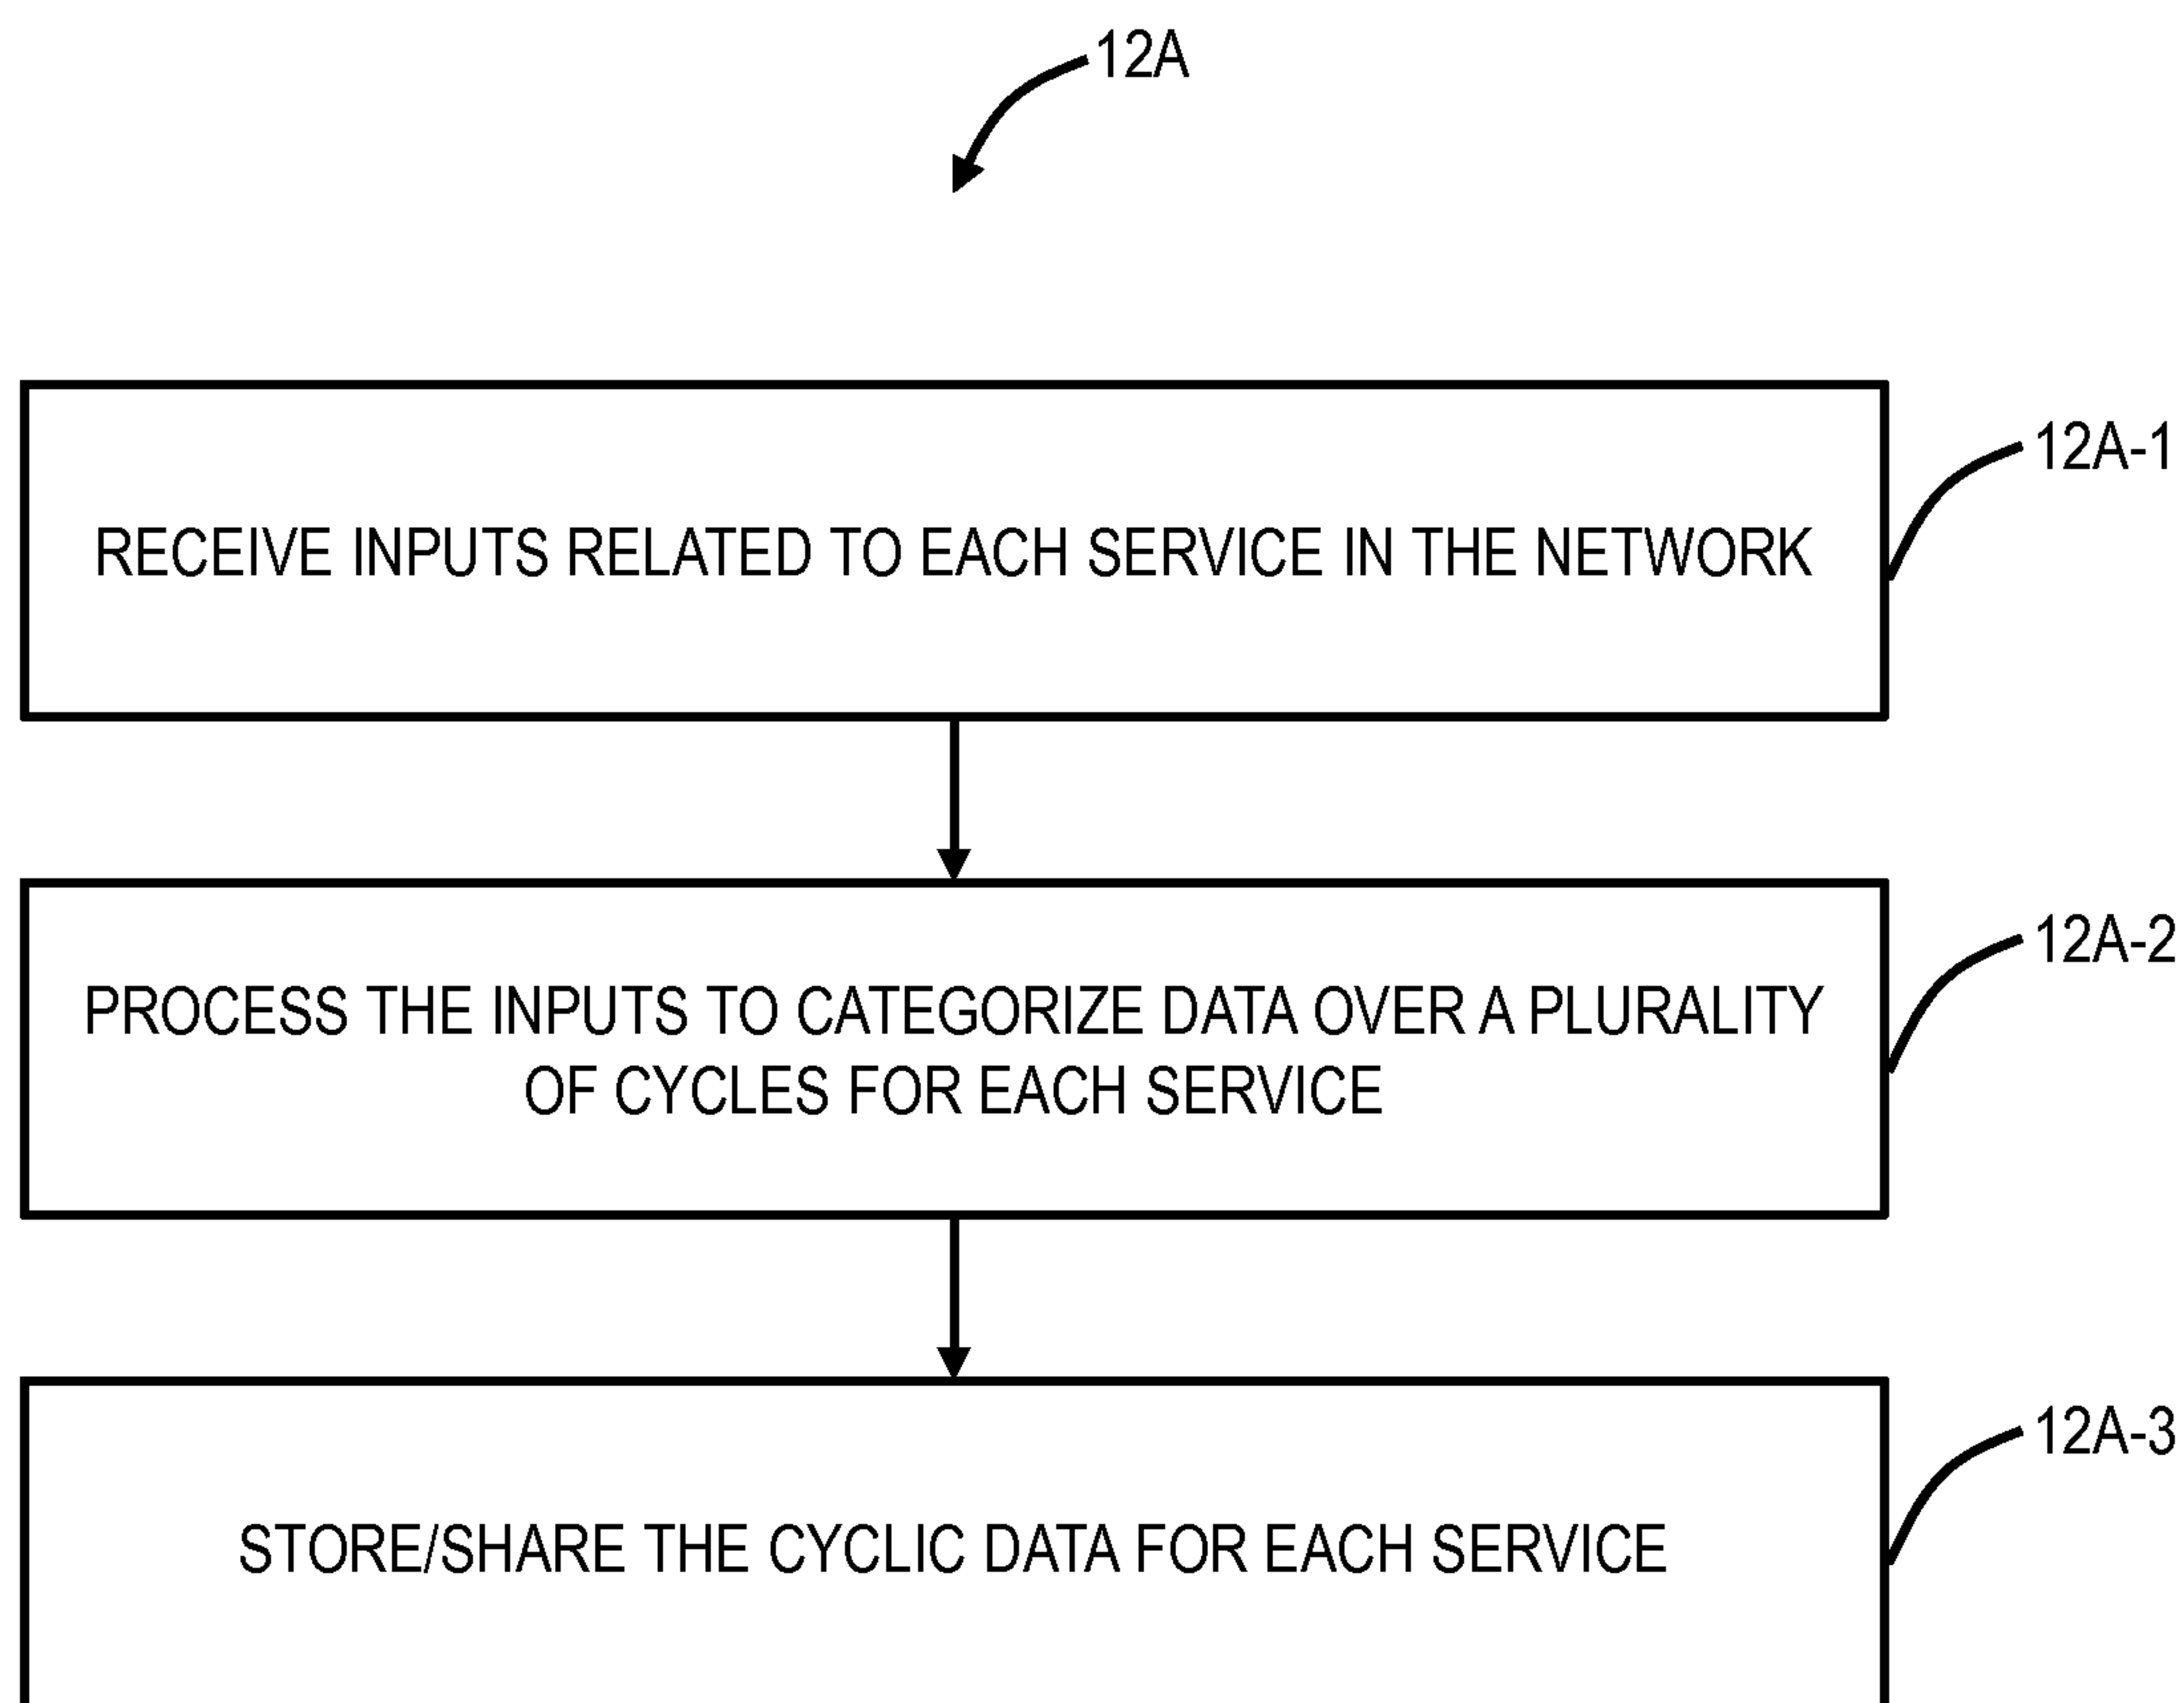 12A
12A-1
RECEIVE INPUTS RELATED TO EACH SERVICE IN THE NETWORK
12A-2
PROCESS THE INPUTS TO CATEGORIZE DATA OVER A PLURALITY
OF CYCLES FOR EACH SERVICE
12A-3
STORE/SHARE THE CYCLIC DATA FOR EACH SERVICE